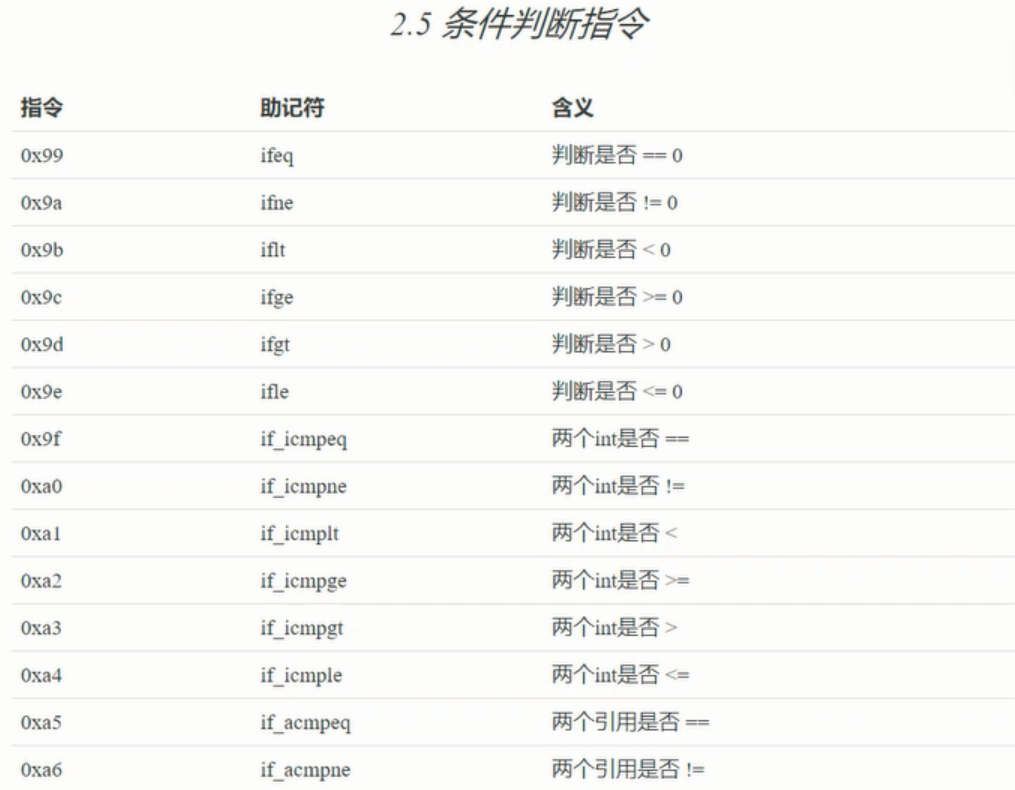 2.5 条件判断指令
指令 助记符 含义
0x99 ifeq 判断是否 == 0
0x9a ifne 判断是否 != 0
0x9b iflt 判断是否 < 0
0x9c ifge 判断是否 >= 0
0x9d ifgt 判断是否 > 0
0x9e ifle 判断是否 <= 0
0x9f if_icmpeq 两个int是否 ==
0xa0 if_icmpne 两个int是否 !=
0xa1 if_icmplt 两个int是否 <
0xa2 if_icmpge 两个int是否 >=
0xa3 if_icmpgt 两个int是否 >
0xa4 if_icmple 两个int是否 <=
0xa5 if_acmpeq 两个引用是否 ==
0xa6 if_acmpne 两个引用是否 !=